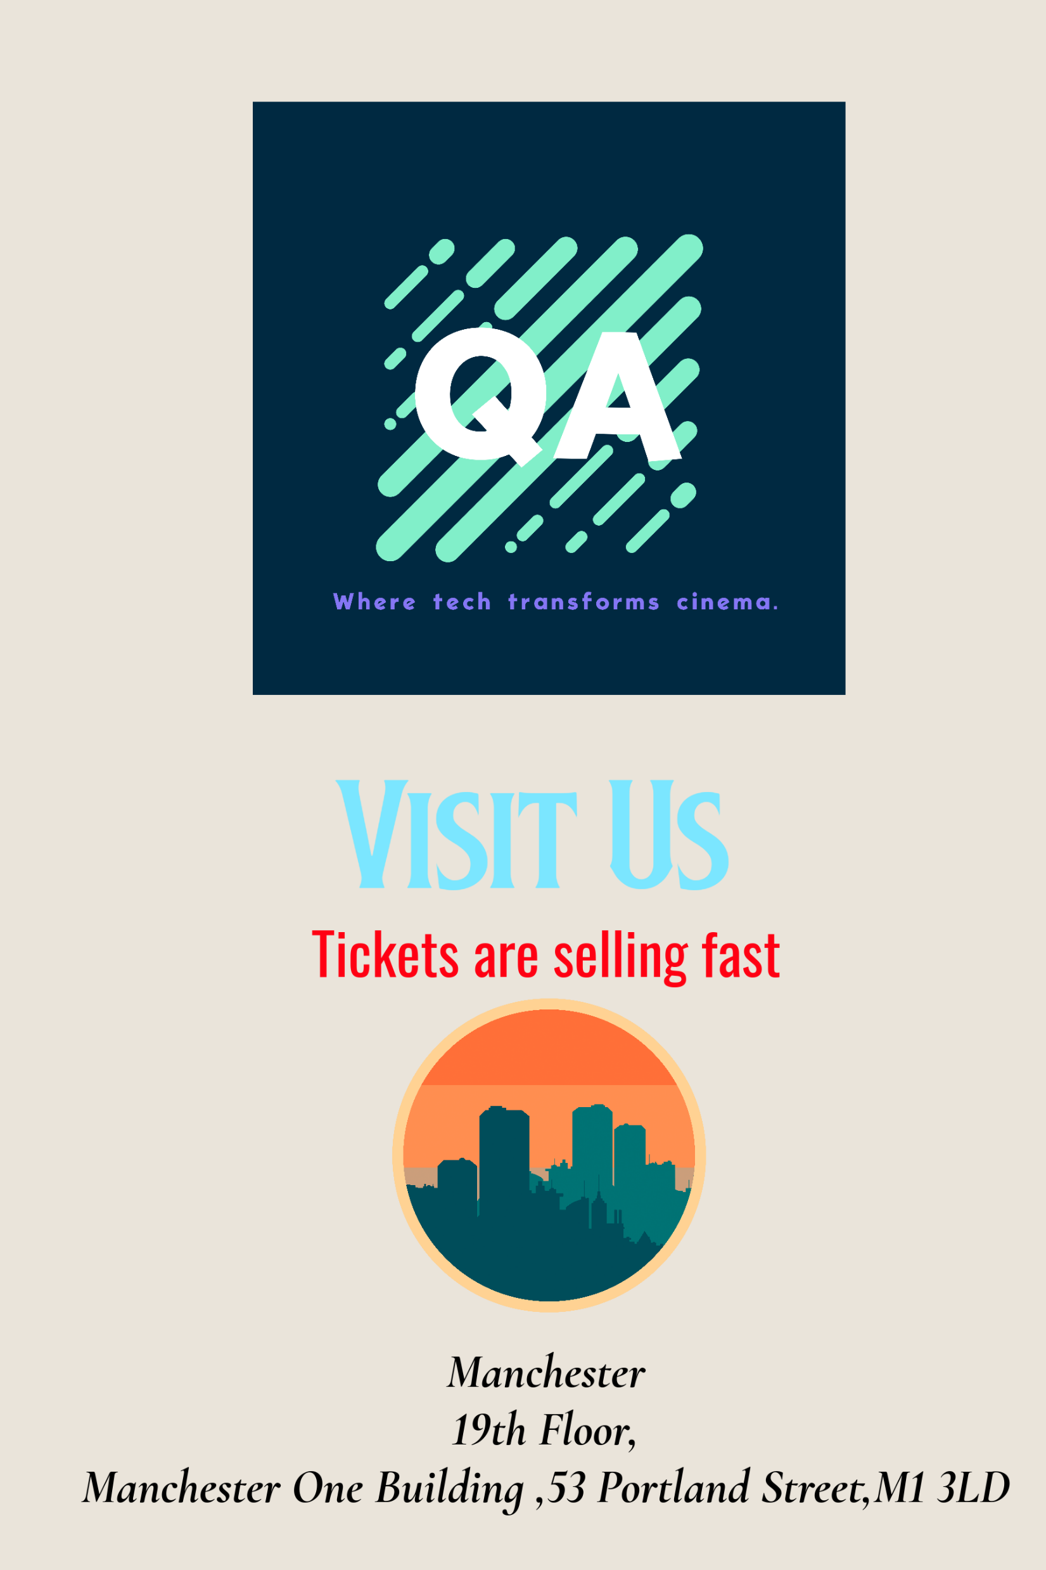 QA
Where tech transforms cinema.
Visit Us
Tickets are selling fast
Manchester
19th Floor,
Manchester One Building ,53 Portland Street,M1 3LD